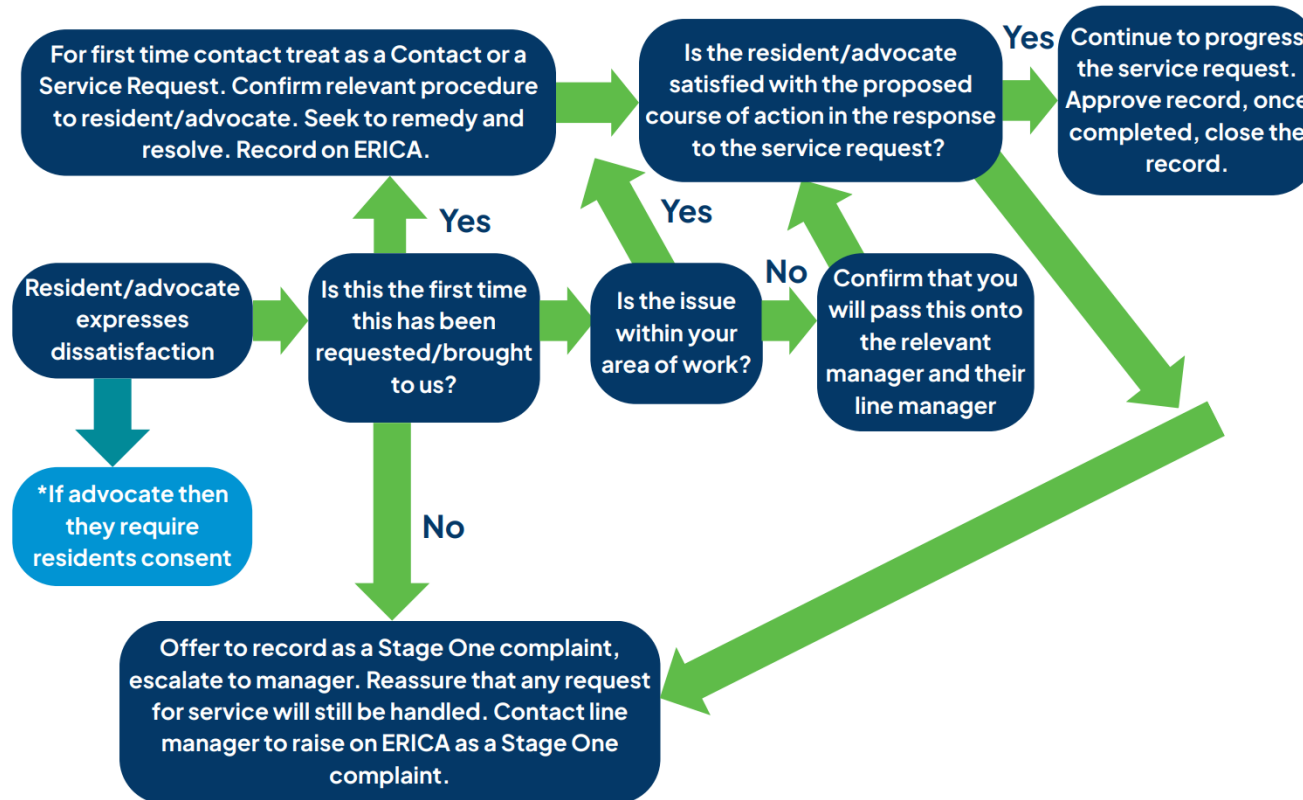 For first time contact treat as a Contact or a
Service Request. Confirm relevant procedure
to resident/advocate. Seek to remedy and
resolve. Record on ERICA.
Is the resident/advocate
satisfied with the proposed
course of action in the response
to the service request?
Yes
Continue to progress
the service request.
Approve record, once
completed, close the
record.
Yes
Yes
Resident/advocate
expresses
dissatisfaction
Is this the first time
this has been
requested/brought
to us?
Is the issue
within your
area of work?
No
Confirm that you
will pass this onto
the relevant
manager and their
line manager
*If advocate then
they require
residents consent
No
Offer to record as a Stage One complaint,
escalate to manager. Reassure that any request
for service will still be handled. Contact line
manager to raise on ERICA as a Stage One
complaint.